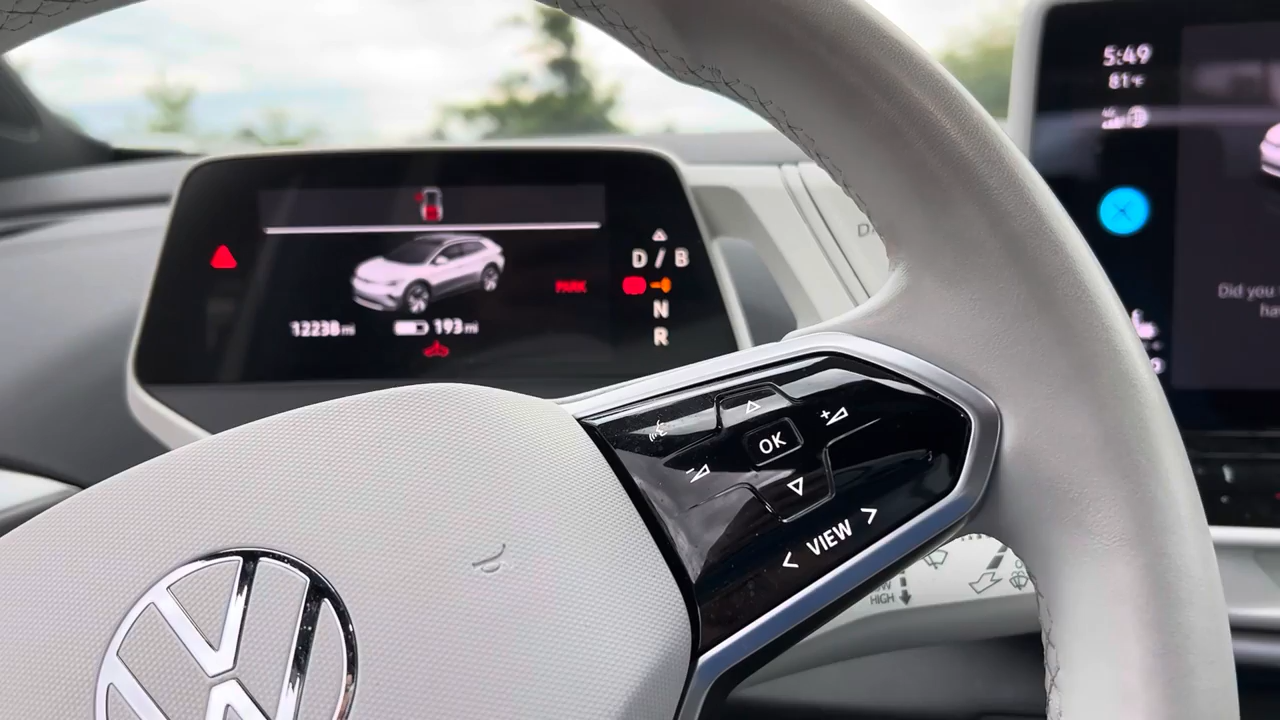 5:49
81°F
D / B
PARK
N
12238 mi
193 mi
R
Did you
OK
< VIEW >
HIGH